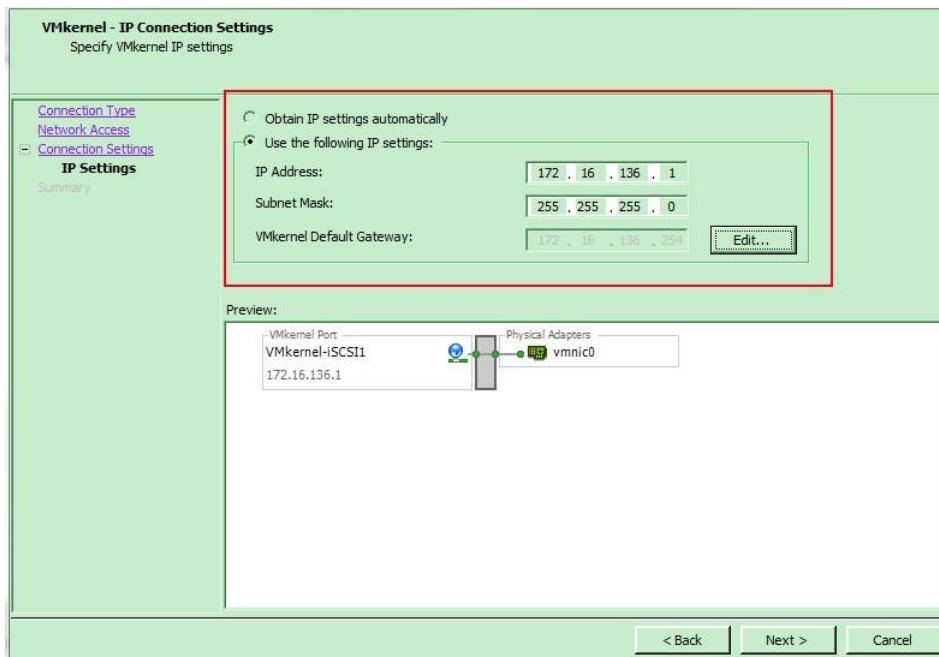 VMkernel - IP Connection Settings
Specify VMkernel IP settings
Connection Type
Network Access
Connection Settings
IP Settings
Summary
Obtain IP settings automatically
Use the following IP settings:
IP Address: 172 . 16 . 136 . 1
Subnet Mask: 255 . 255 . 255 . 0
VMkernel Default Gateway: 172 . 16 . 136 . 254 Edit...
Preview:
VMkernel Port Physical Adapters
VMkernel-iSCSI1 vmnic0
172.16.136.1
< Back Next > Cancel